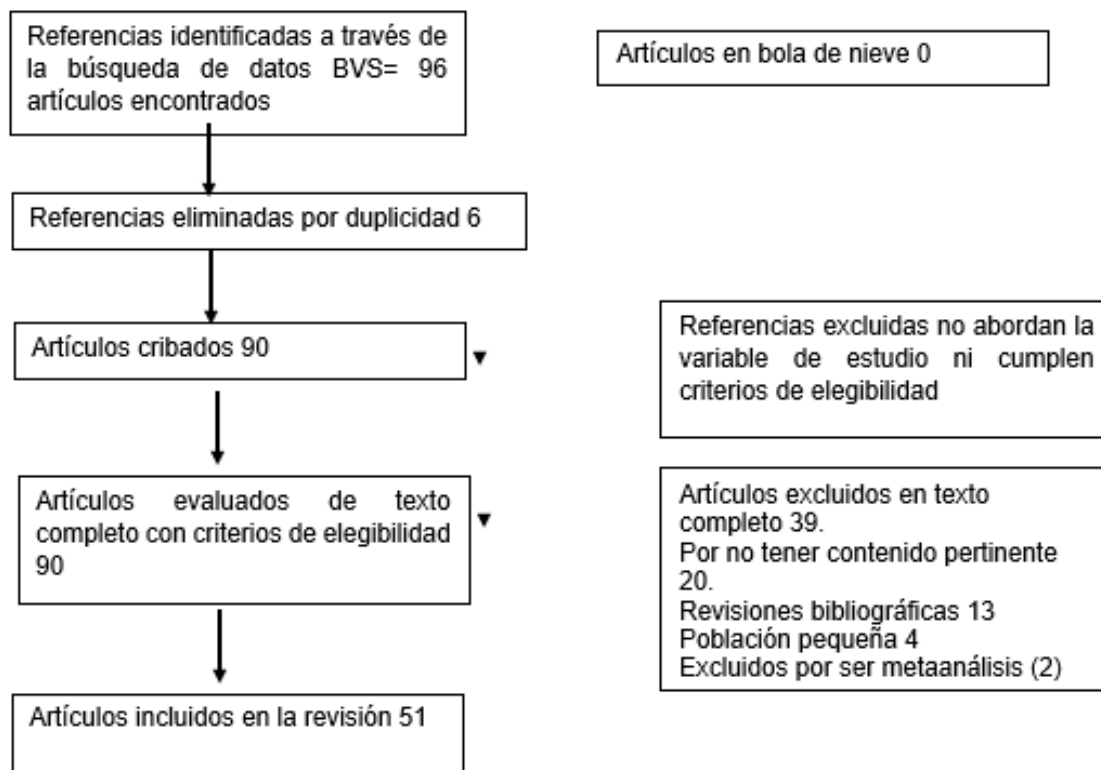 Referencias identificadas a través de
la búsqueda de datos BVS= 96
artículos encontrados
Artículos en bola de nieve 0
Referencias eliminadas por duplicidad 6
Artículos cribados 90
Referencias excluidas no abordan la
variable de estudio ni cumplen
criterios de elegibilidad
Artículos evaluados de texto
completo con criterios de elegibilidad
90
Artículos excluidos en texto
completo 39.
Por no tener contenido pertinente
20.
Revisiones bibliográficas 13
Población pequeña 4
Excluidos por ser metaanálisis (2)
Artículos incluidos en la revisión 51